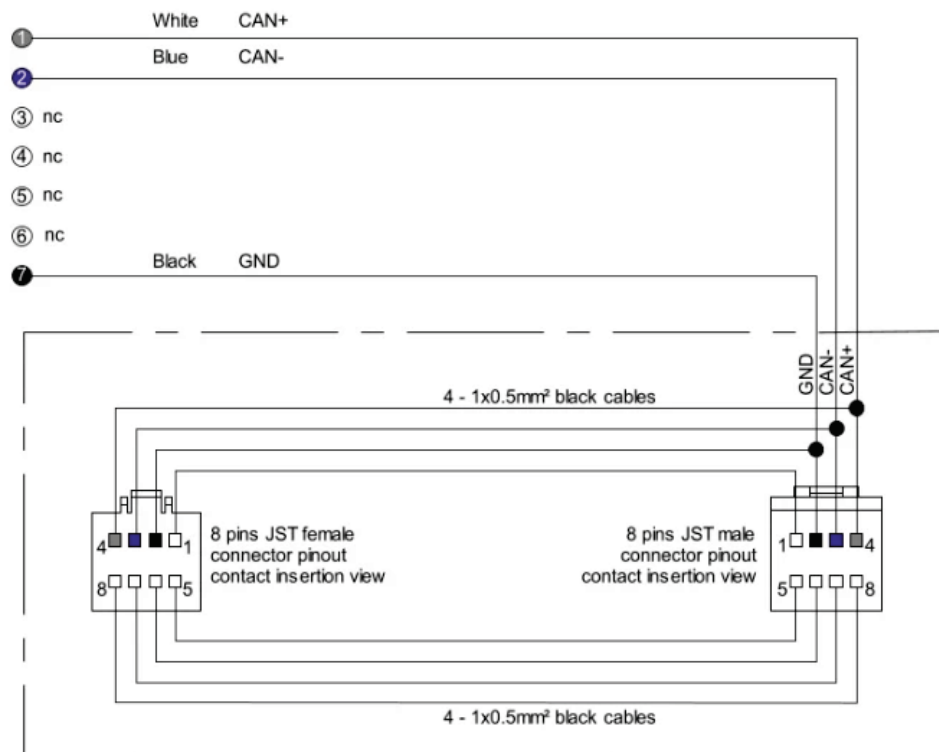 1 White CAN+
2 Blue CAN-
3 nc
4 nc
5 nc
6 nc
7 Black GND
GND
CAN-
CAN+
4 - 1x0.5mm² black cables
4 1
8 pins JST female
connector pinout
contact insertion view
8 5
8 pins JST male
connector pinout
contact insertion view
1 4
5 8
4 - 1x0.5mm² black cables